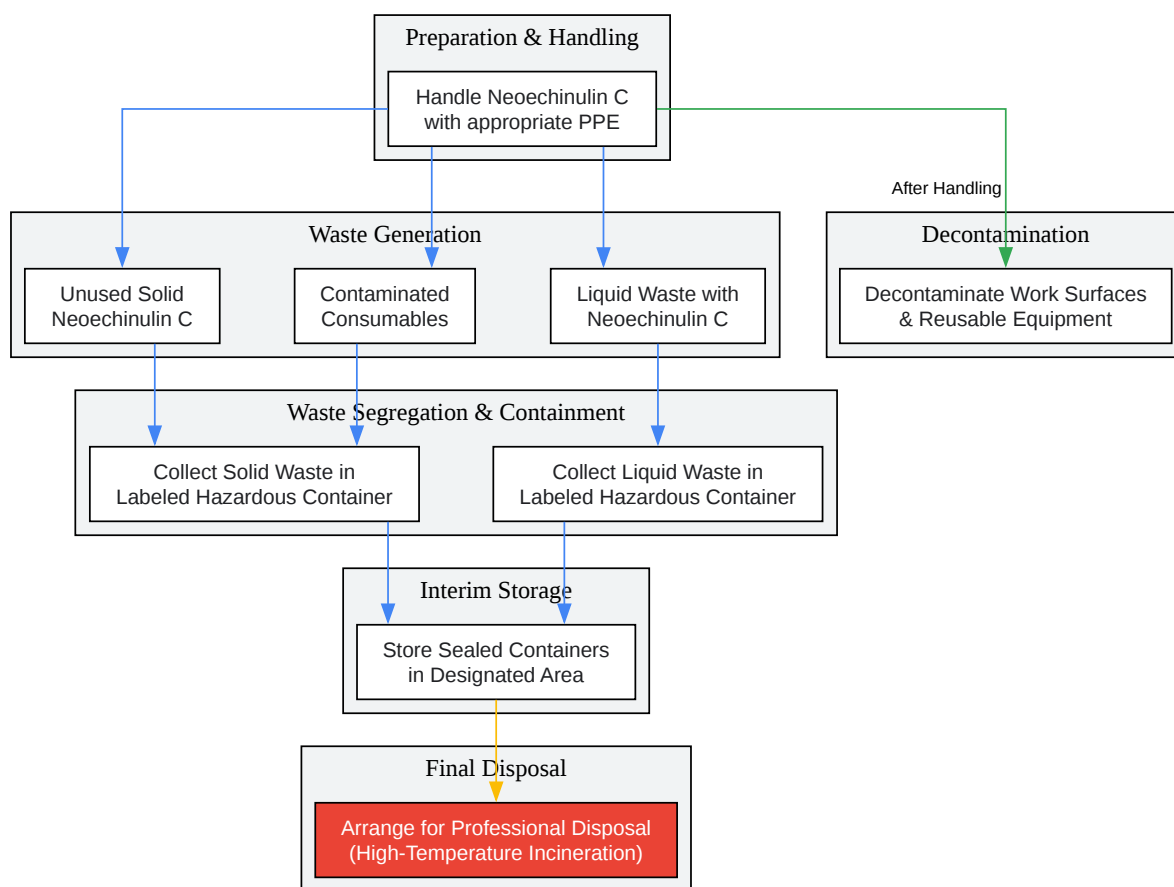 Preparation & Handling
Handle Neoechinulin C
with appropriate PPE
After Handling
Waste Generation
Decontamination
Unused Solid
Neoechinulin C
Contaminated
Consumables
Liquid Waste with
Neoechinulin C
Decontaminate Work Surfaces
& Reusable Equipment
Waste Segregation & Containment
Collect Solid Waste in
Labeled Hazardous Container
Collect Liquid Waste in
Labeled Hazardous Container
Interim Storage
Store Sealed Containers
in Designated Area
Final Disposal
Arrange for Professional Disposal
(High-Temperature Incineration)